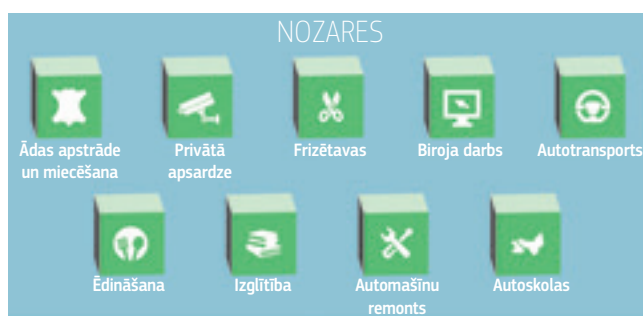 NOZARES
Ādas apstrāde
un miecēšana
Privātā
apsardze
Frizētavas
Biroja darbs
Autotransports
Ēdināšana
Izglītība
Automašīnu
remonts
Autoskolas